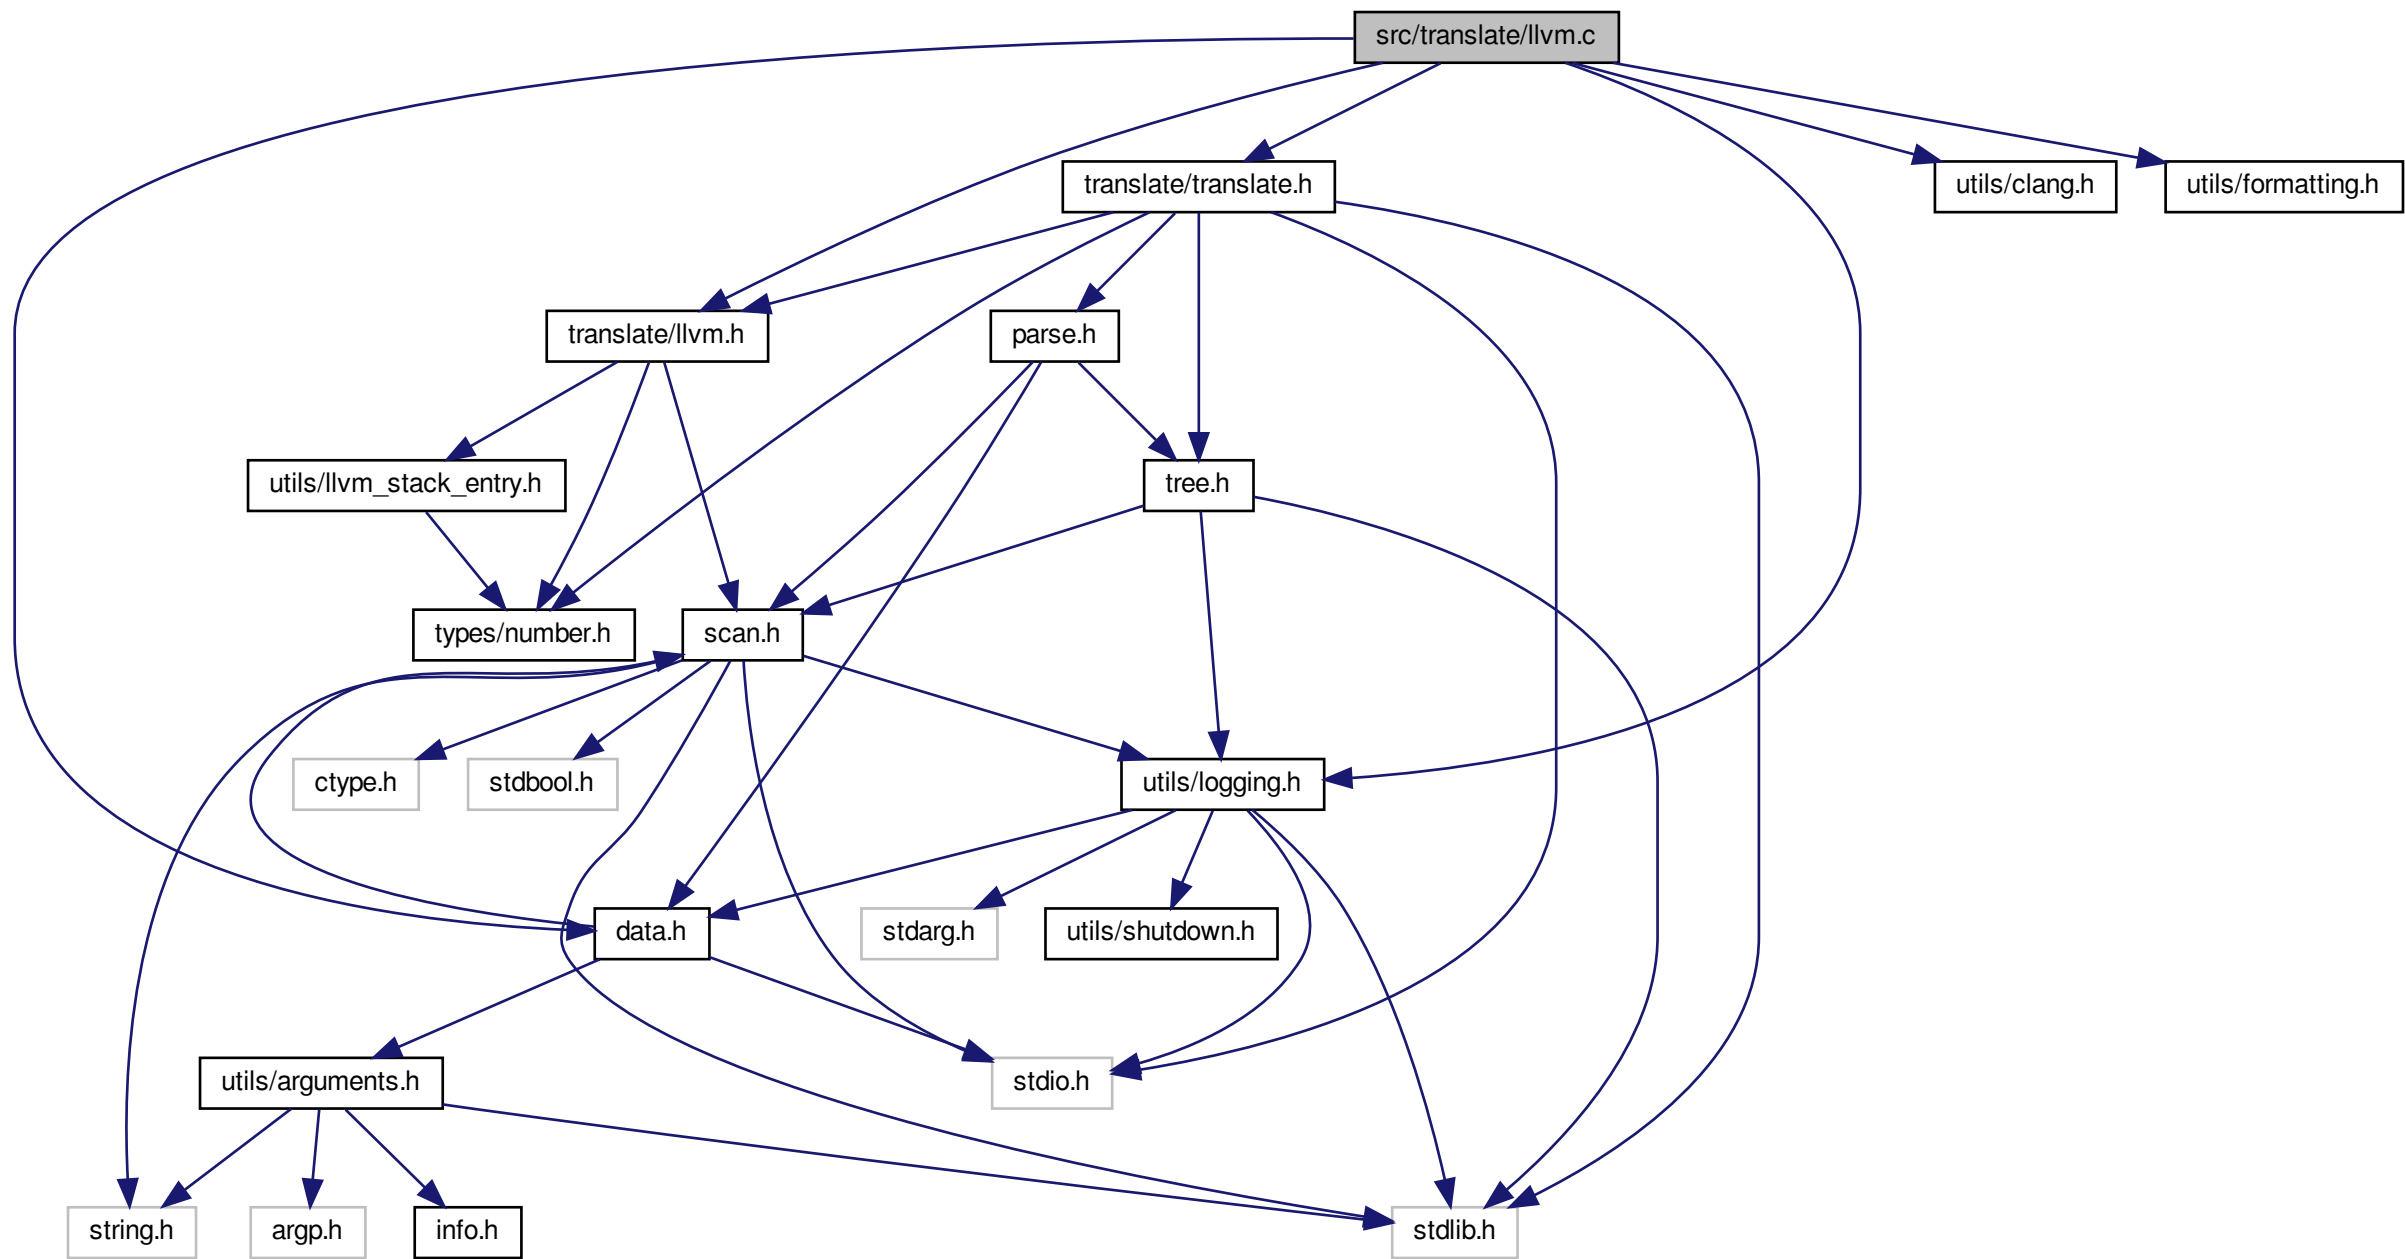 src/translate/llvm.c
translate/translate.h
utils/clang.h
utils/formatting.h
translate/llvm.h
parse.h
utils/llvm_stack_entry.h
tree.h
types/number.h
scan.h
ctype.h
stdbool.h
utils/logging.h
data.h
stdarg.h
utils/shutdown.h
utils/arguments.h
stdio.h
string.h
argp.h
info.h
stdlib.h